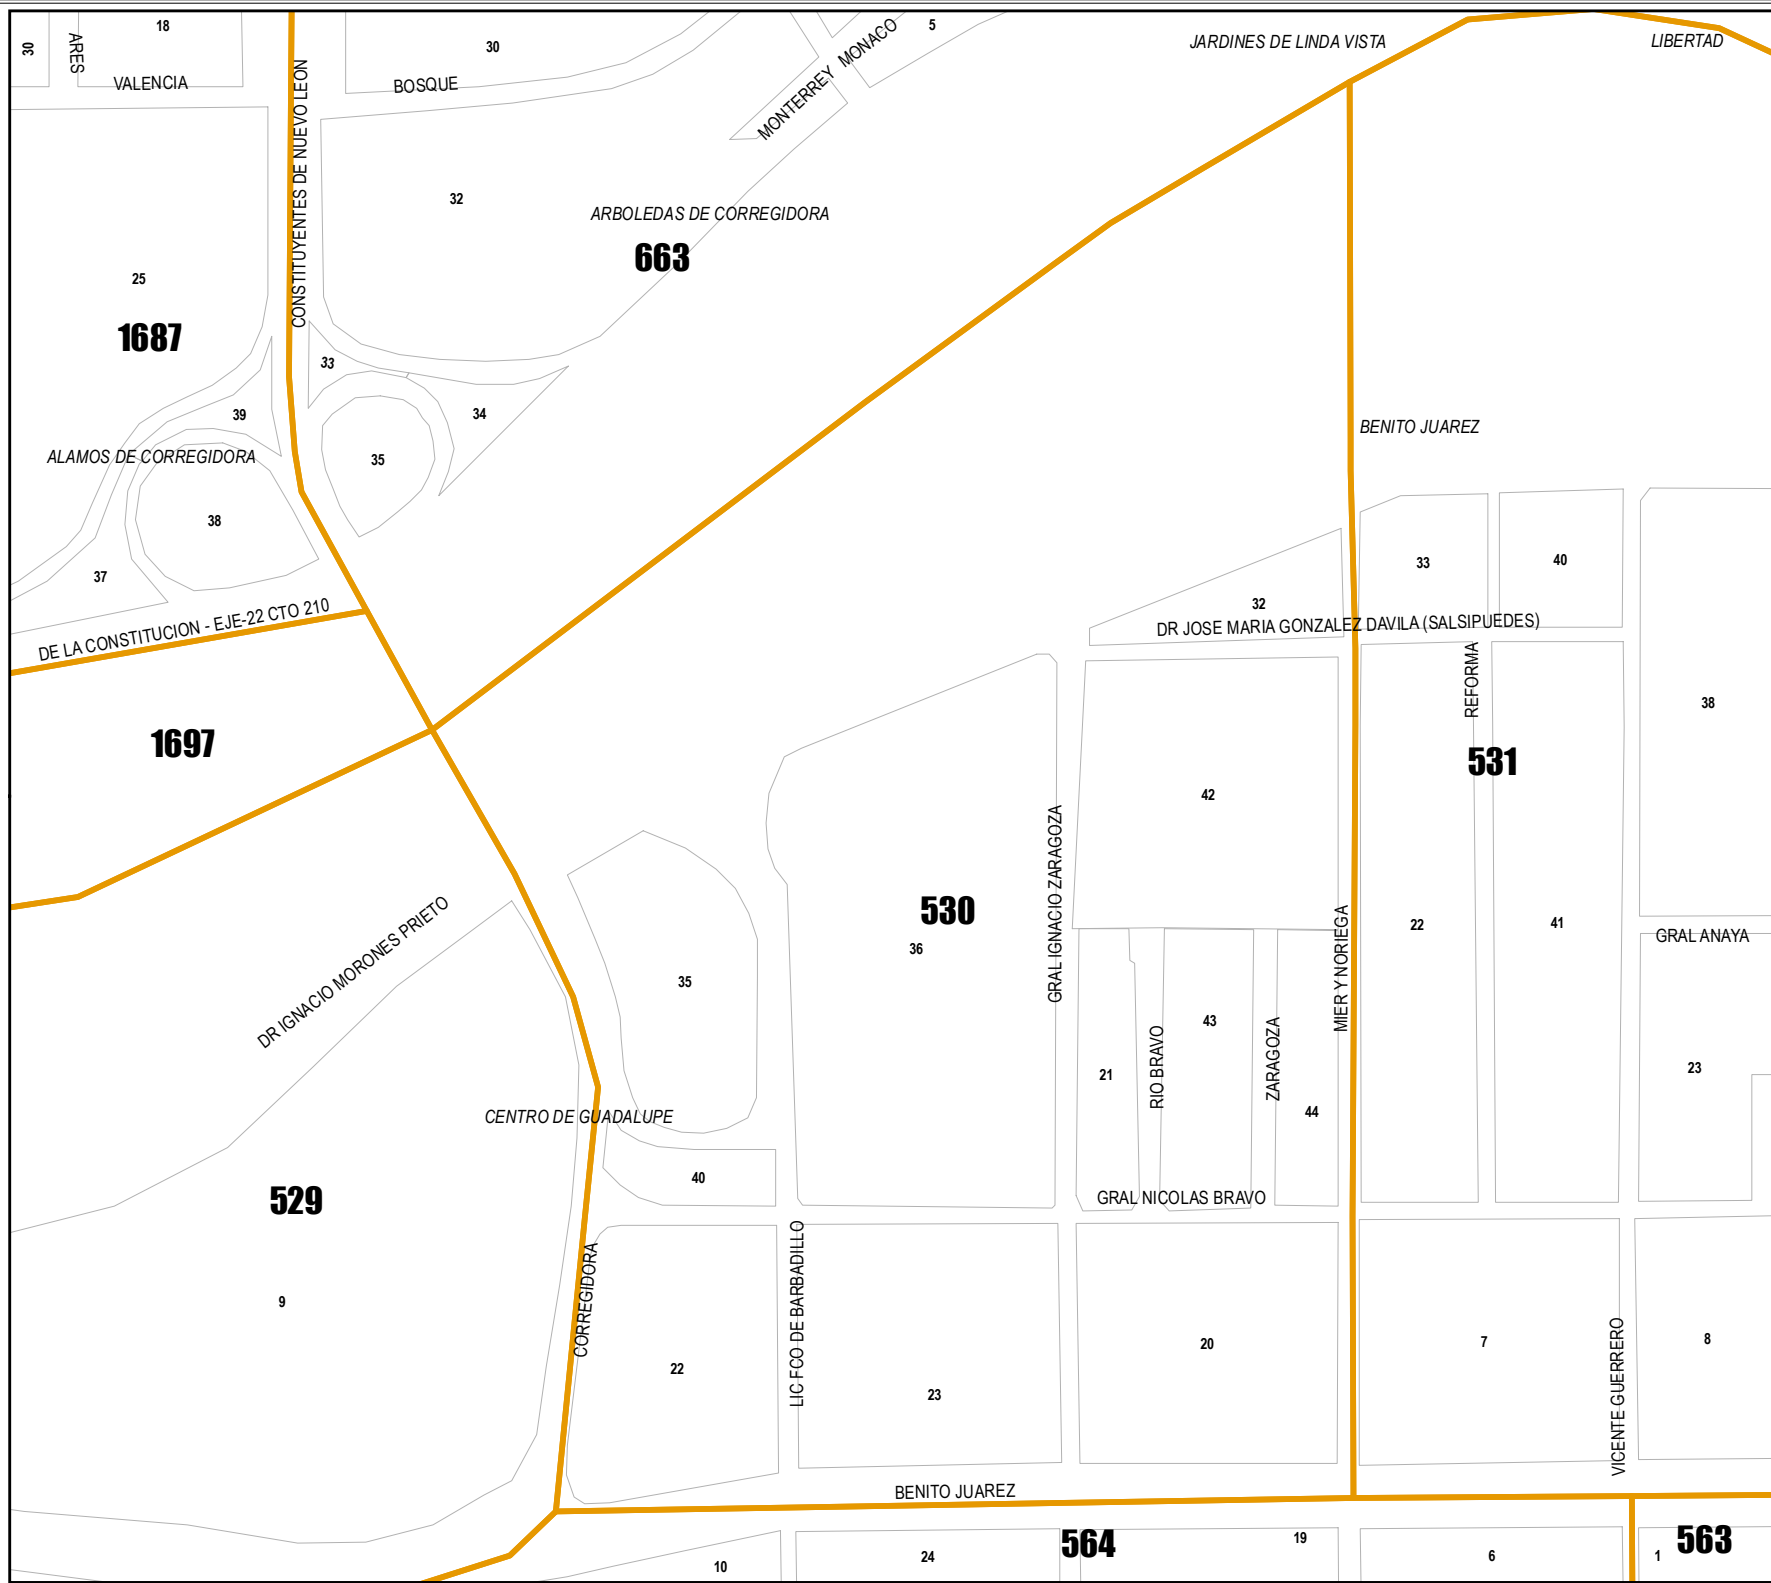 18
5
30
30
ARES
JARDINES DE LINDA VISTA
LIBERTAD
VALENCIA
BOSQUE
MONTERREY
MONACO
CONSTITUYENTES DE NUEVO LEON
32
ARBOLEDAS DE CORREGIDORA
663
25
1687
33
39
34
BENITO JUAREZ
ALAMOS DE CORREGIDORA
35
38
33
40
37
32
DE LA CONSTITUCION - EJE-22 CTO 210
DR JOSE MARIA GONZALEZ DAVILA (SALSIPUEDES)
REFORMA
38
1697
531
42
GRAL IGNACIO ZARAGOZA
530
36
22
41
GRAL ANAYA
DR IGNACIO MORONES PRIETO
MIER Y NORIEGA
35
43
RIO BRAVO
ZARAGOZA
21
23
44
CENTRO DE GUADALUPE
40
529
GRAL NICOLAS BRAVO
CORREGIDORA
LIC FCO DE BARBADILLO
9
20
7
8
VICENTE GUERRERO
22
23
BENITO JUAREZ
564
19
563
24
6
1
10